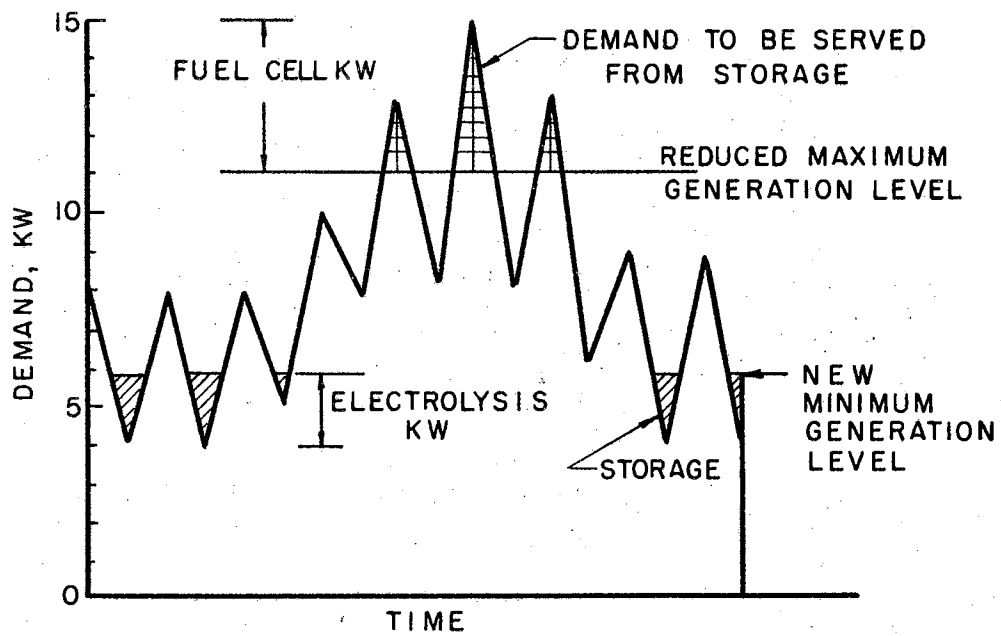 15
FUEL CELL KW
DEMAND TO BE SERVED
FROM STORAGE
REDUCED MAXIMUM
GENERATION LEVEL
10
DEMAND, KW
5
ELECTROLYSIS
KW
STORAGE
NEW
MINIMUM
GENERATION
LEVEL
0
TIME